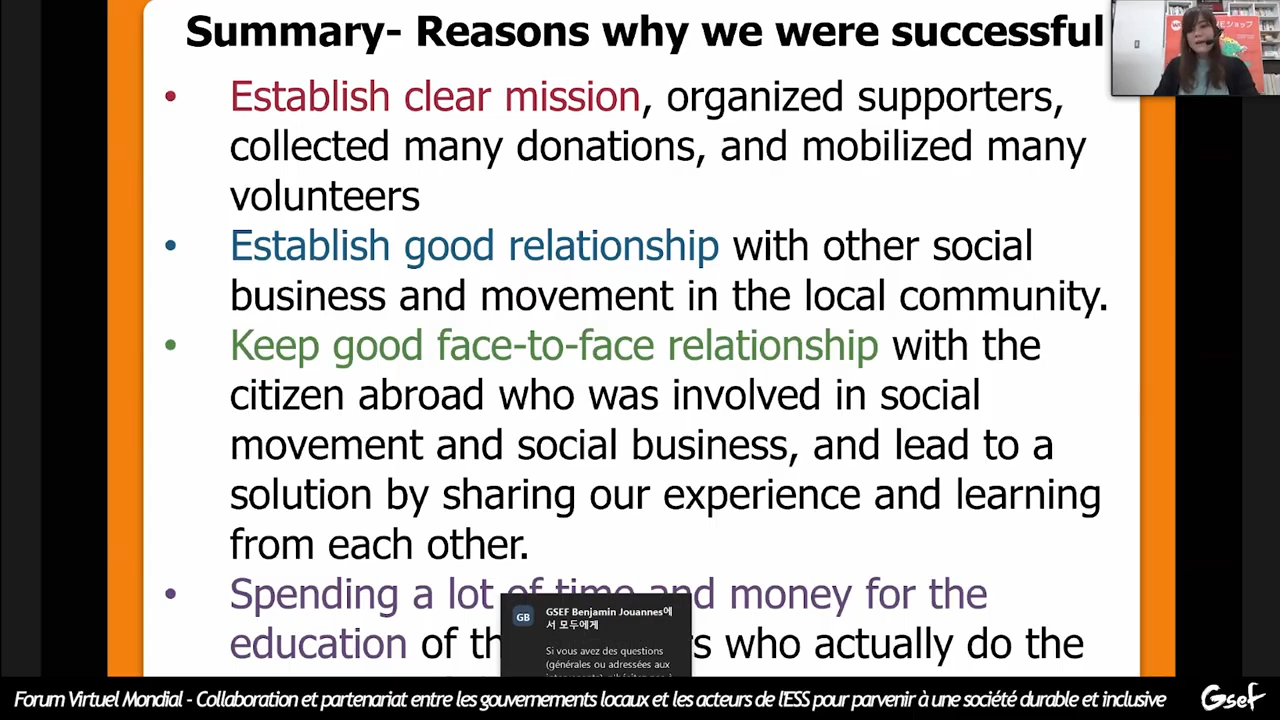 Summary- Reasons why we were successful
• Establish clear mission, organized supporters,
collected many donations, and mobilized many
volunteers
• Establish good relationship with other social
business and movement in the local community.
• Keep good face-to-face relationship with the
citizen abroad who was involved in social
movement and social business, and lead to a
solution by sharing our experience and learning
from each other.
• Spending a lot of time and money for the
education of th rs who actually do the
GB
GSEF Benjamin Jouannes에
서 모두에게
Si vous avez des questions
(générales ou adressées aux
ショップ
Forum Virtuel Mondial - Collaboration et partenariat entre les gouvernements locaux et les acteurs de l'ESS pour parvenir à une société durable et inclusive
Gsef